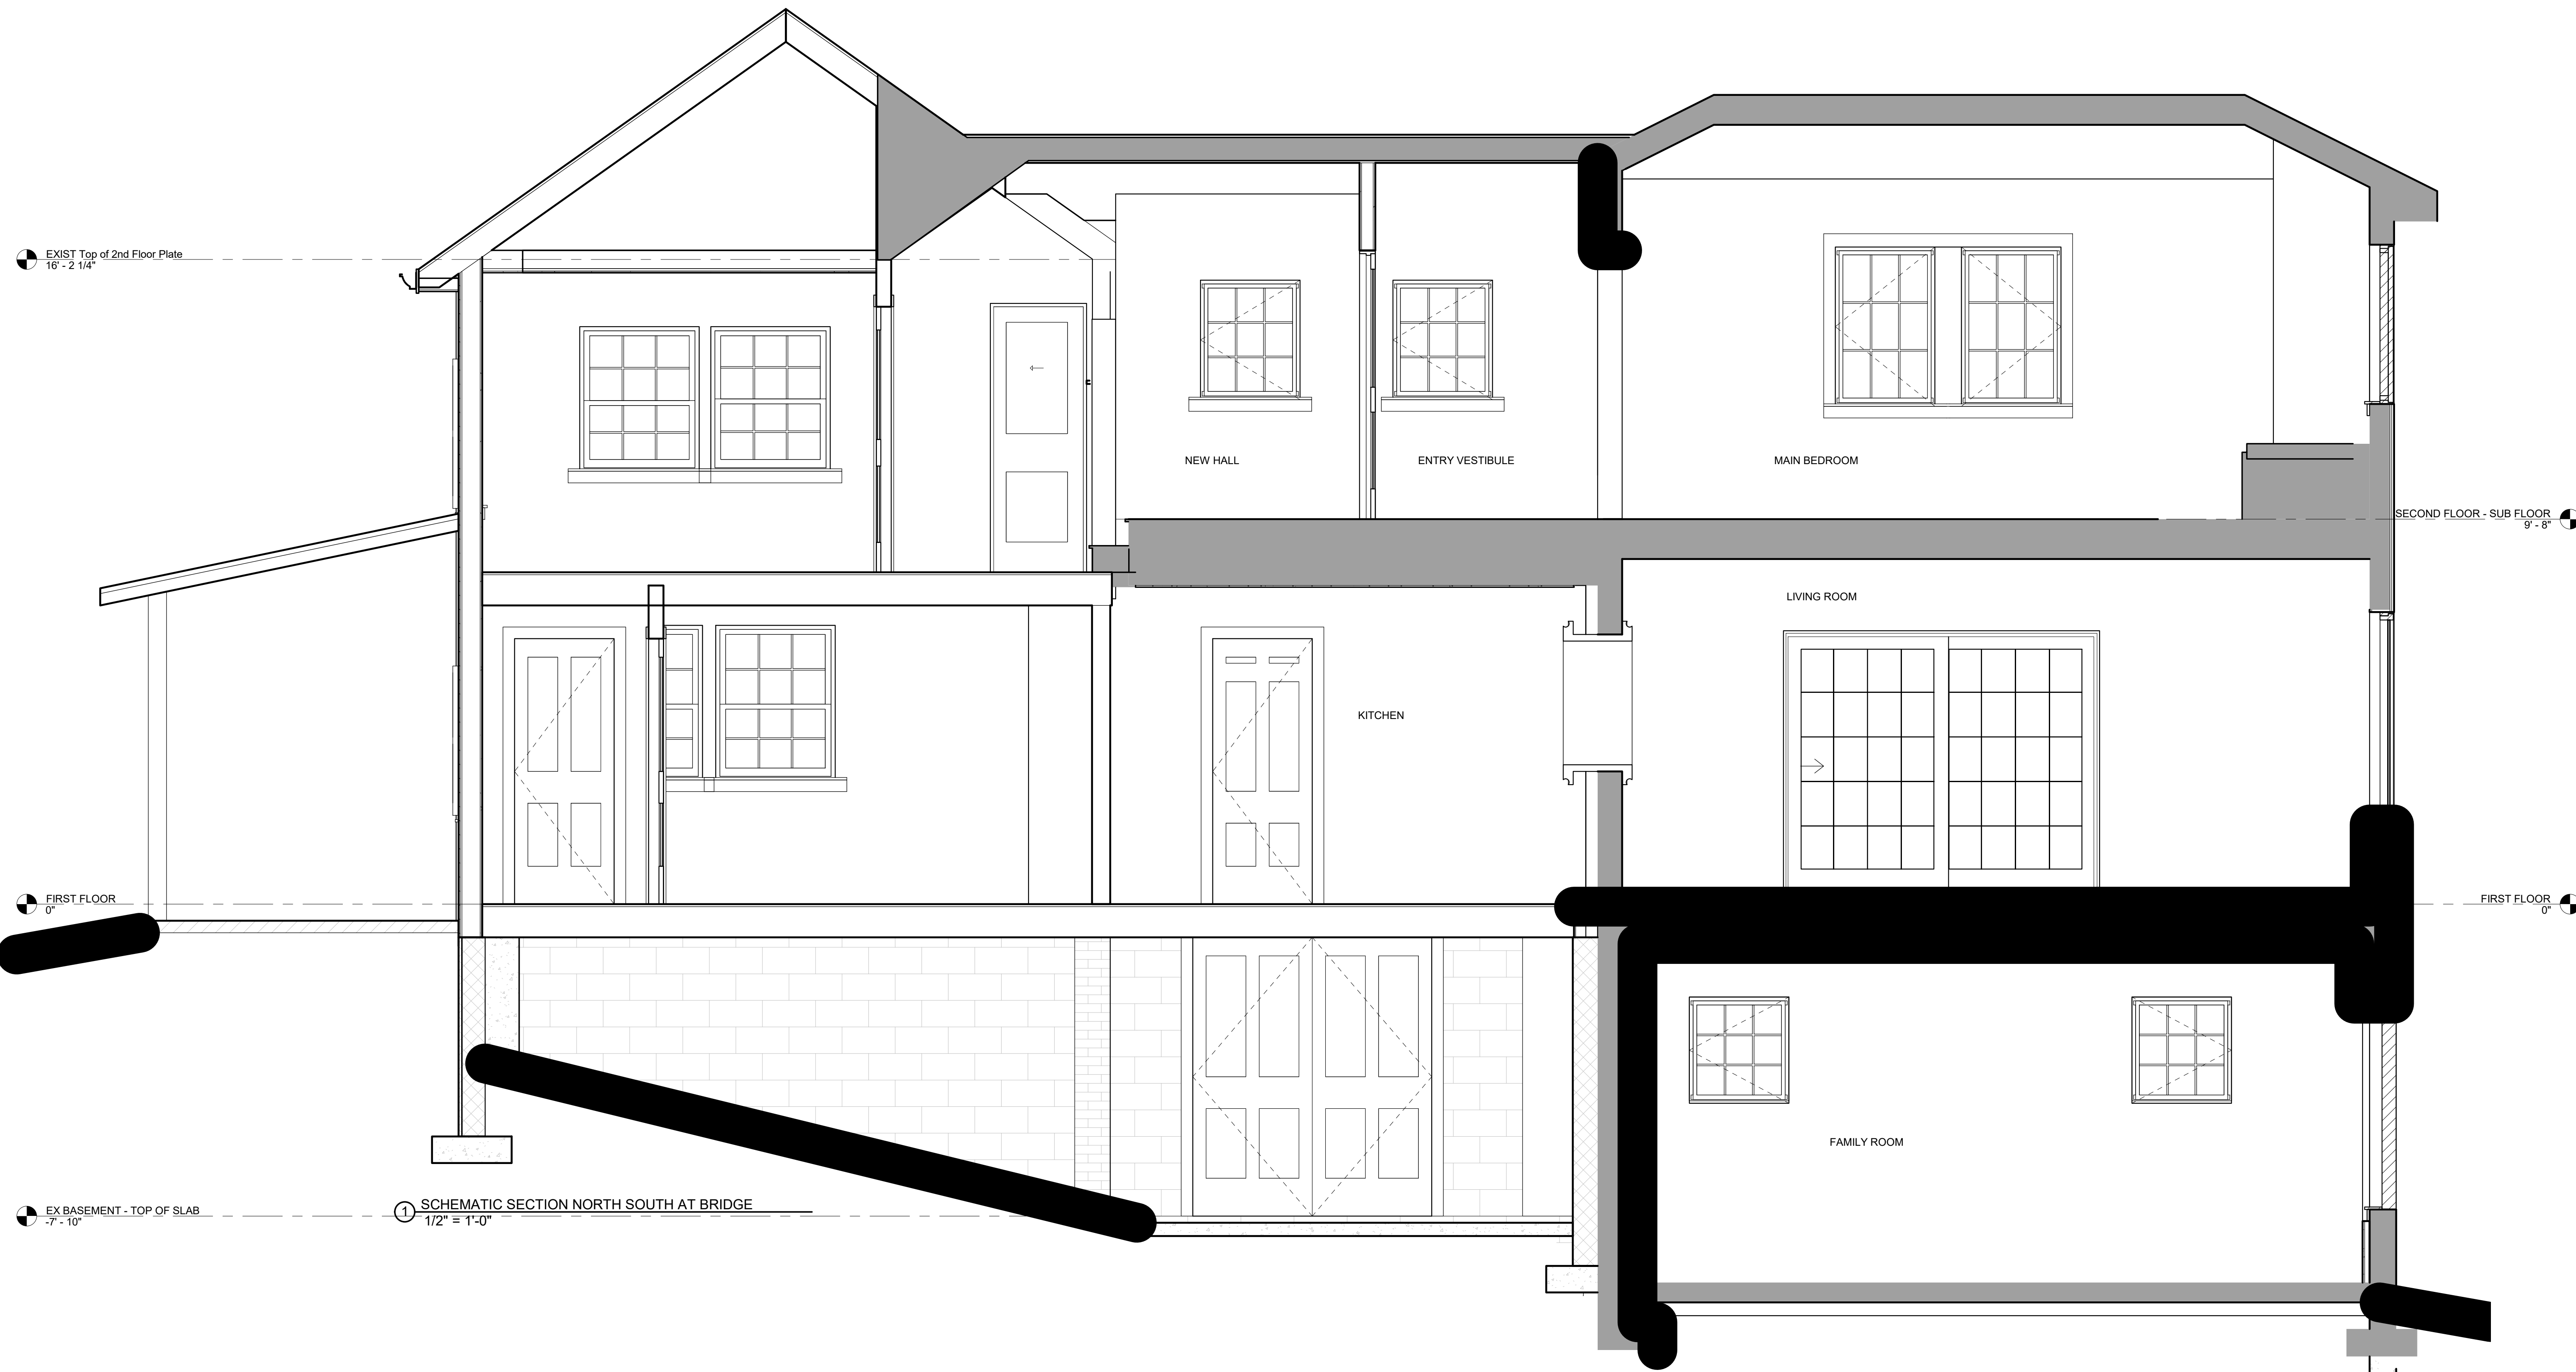 EXIST Top of 2nd Floor Plate
16' - 2 1/4"
NEW HALL
ENTRY VESTIBULE
MAIN BEDROOM
SECOND FLOOR - SUB FLOOR
9' - 8"
LIVING ROOM
KITCHEN
FIRST FLOOR
0"
FIRST FLOOR
0"
FAMILY ROOM
EX BASEMENT - TOP OF SLAB
-7' - 10"
1 SCHEMATIC SECTION NORTH SOUTH AT BRIDGE
1/2" = 1'-0"